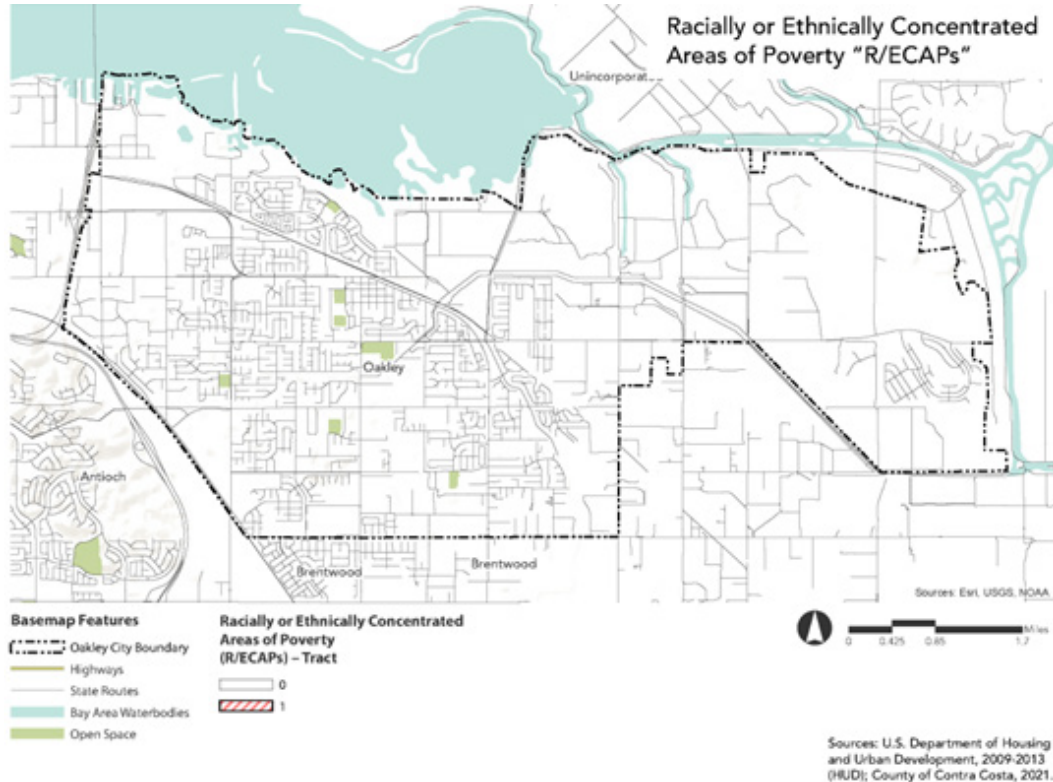 Racially or Ethnically Concentrated
Areas of Poverty "R/ECAPs"
Unincorporat
Oakley
Antioch
Brentwood
Brentwood
Sources: Esri, USGS, NOAA
Basemap Features
Oakley City Boundary
Highways
State Routes
Bay Area Waterbodies
Open Space
Racially or Ethnically Concentrated
Areas of Poverty
(R/ECAPs) – Tract
0
1
Miles
0 0.425 0.85 1.7
Sources: U.S. Department of Housing
and Urban Development, 2009-2013
(HUD); County of Contra Costa, 2021.